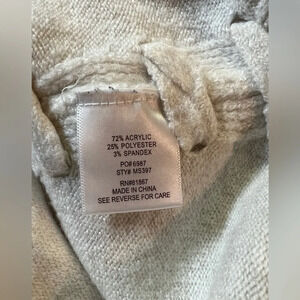 72% ACRYLIC
25% POLYESTER
3% SPANDEX
PO#6987
STY# MS397
RN#81867
MADE IN CHINA
SEE REVERSE FOR CARE